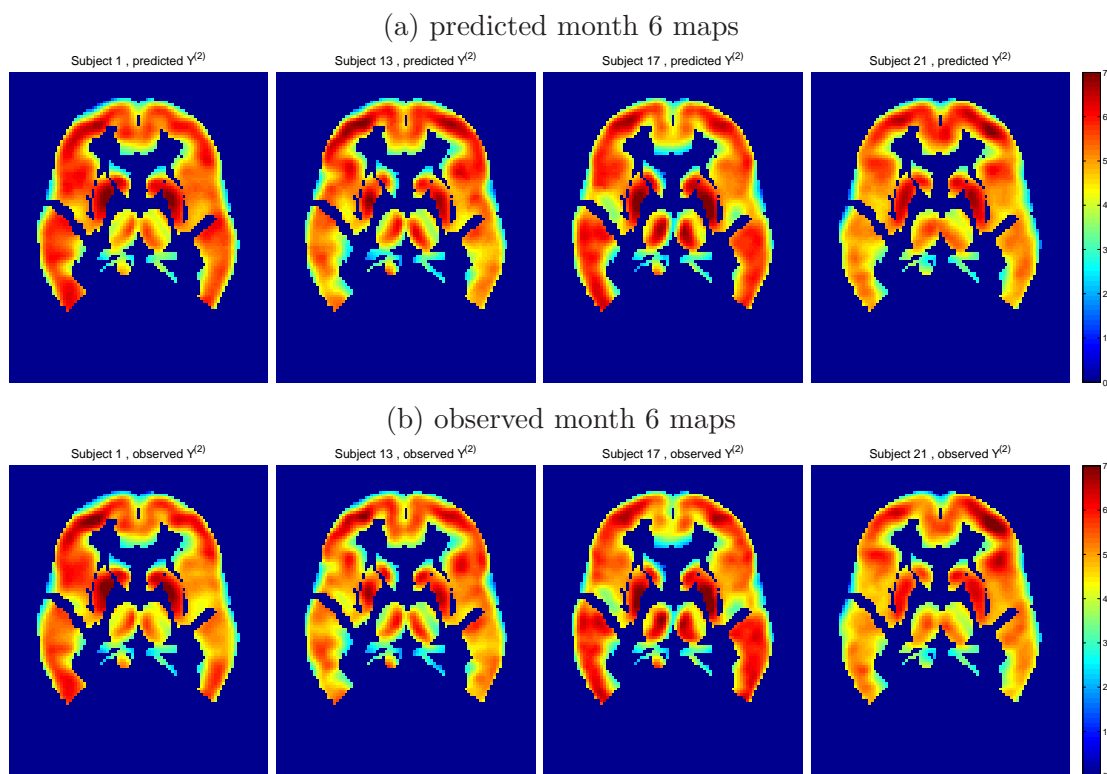 (a) predicted month 6 maps
Subject 1 , predicted Y(2)
Subject 13 , predicted Y(2)
Subject 17 , predicted Y(2)
Subject 21 , predicted Y(2)
7
6
5
4
3
2
1
0
(b) observed month 6 maps
Subject 1 , observed Y(2)
Subject 13 , observed Y(2)
Subject 17 , observed Y(2)
Subject 21 , observed Y(2)
7
6
5
4
3
2
1
0